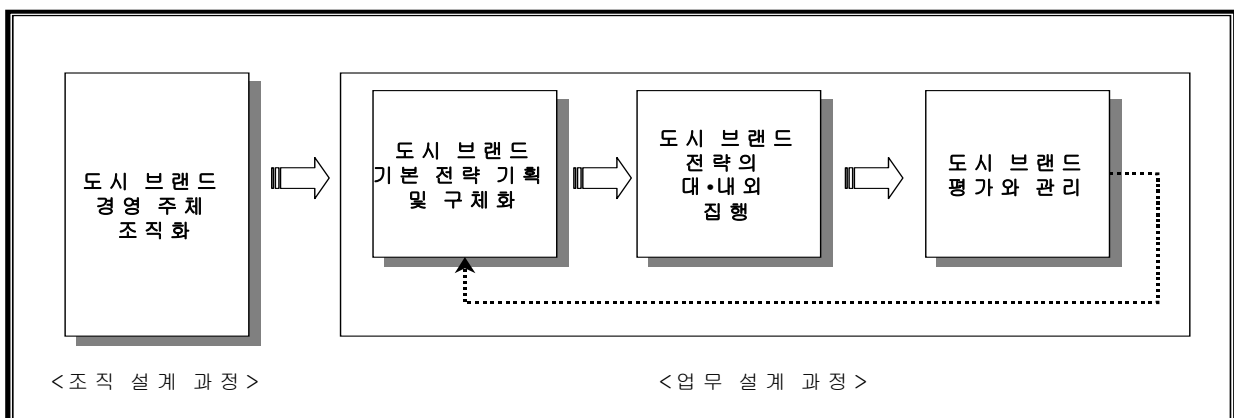 도시 브랜드
경영 주체
조직화
도시 브랜드
기본 전략 기획
및 구체화
도시 브랜드
전략의
대•내외
집행
도시 브랜드
평가와 관리
<조직 설계 과정>
<업무 설계 과정>